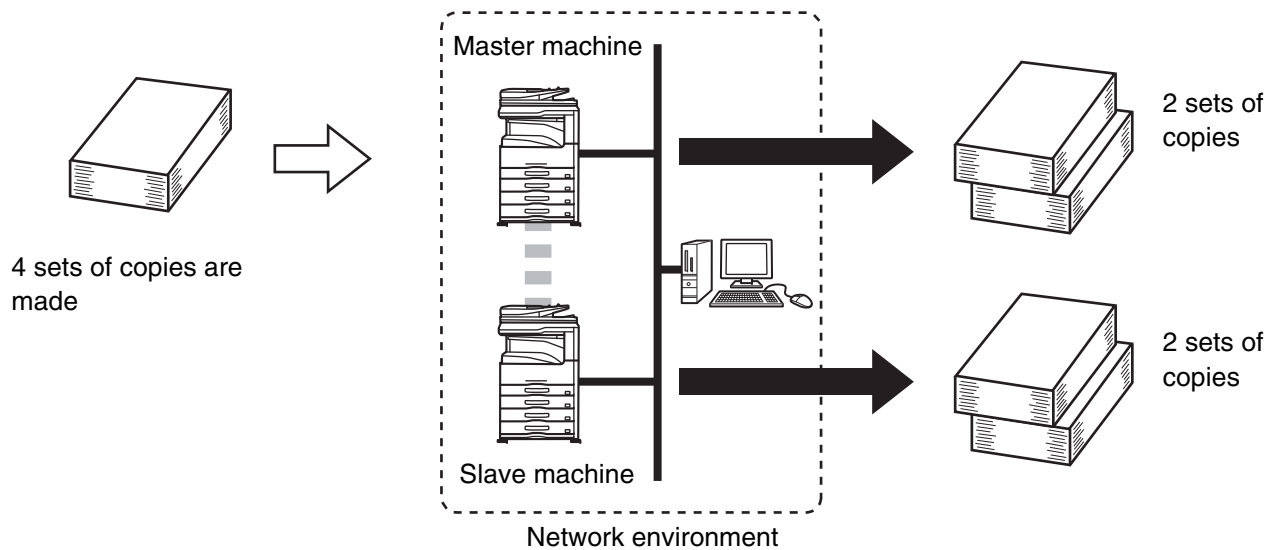 4 sets of copies are
made
Master machine
Slave machine
Network environment
2 sets of
copies
2 sets of
copies